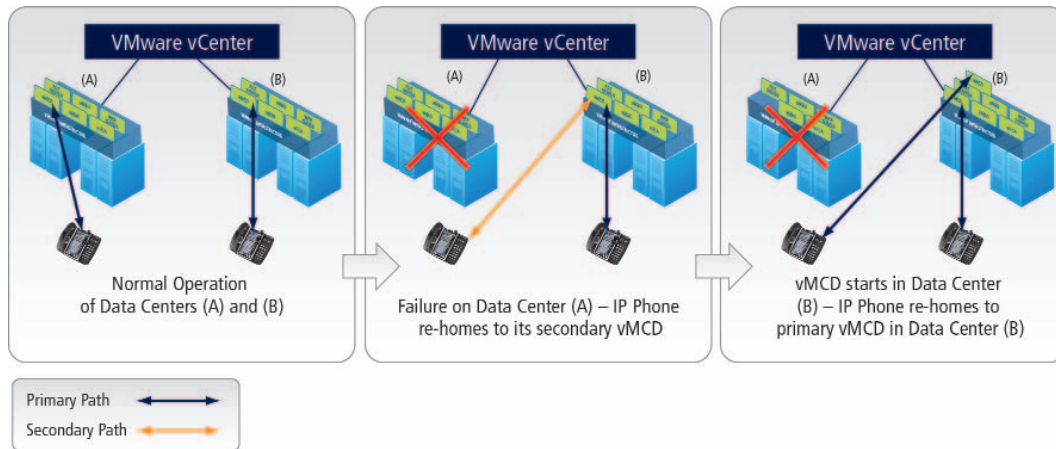 VMware vCenter
(A)
(B)
Normal Operation
of Data Centers (A) and (B)
VMware vCenter
(A)
(B)
Failure on Data Center (A) – IP Phone
re-homes to its secondary vMCD
VMware vCenter
(A)
(B)
vMCD starts in Data Center
(B) – IP Phone re-homes to
primary vMCD in Data Center (B)
Primary Path
Secondary Path